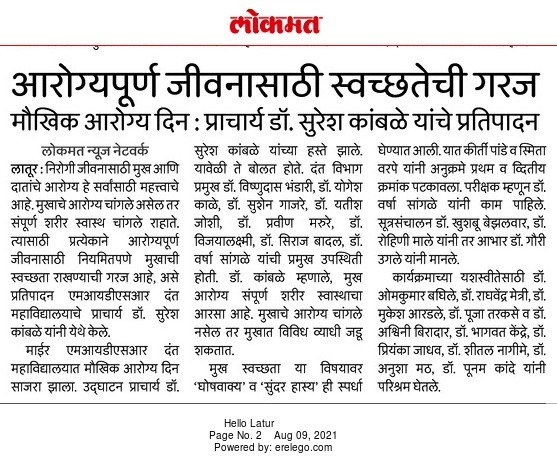 लोकमत
आरोग्यपूर्ण जीवनासाठी स्वच्छतेची गरज
मौखिक आरोग्य दिन : प्राचार्य डॉ. सुरेश कांबळे यांचे प्रतिपादन
लोकमत न्यूज नेटवर्क
लातूर : निरोगी जीवनासाठी मुख आणि
दातांचे आरोग्य हे सर्वांसाठी महत्त्वाचे
आहे. मुखाचे आरोग्य चांगले असेल तर
संपूर्ण शरीर स्वास्थ चांगले राहाते.
त्यासाठी प्रत्येकाने आरोग्यपूर्ण
जीवनासाठी नियमितपणे मुखाची
स्वच्छता राखण्याची गरज आहे, असे
प्रतिपादन एमआयडीएसआर दंत
महाविद्यालयाचे प्राचार्य डॉ. सुरेश
कांबळे यांनी येथे केले.
माईर एमआयडीएसआर दंत
महाविद्यालयात मौखिक आरोग्य दिन
साजरा झाला. उद्‌घाटन प्राचार्य डॉ.
सुरेश कांबळे यांच्या हस्ते झाले.
यावेळी ते बोलत होते. दंत विभाग
प्रमुख डॉ. विष्णुदास भंडारी, डॉ. योगेश
काळे, डॉ. सुशेन गाजरे, डॉ. यतीश
जोशी, डॉ. प्रवीण मरुरे, डॉ.
विजयालक्ष्मी, डॉ. सिराज बादल, डॉ.
वर्षा सांगळे यांची प्रमुख उपस्थिती
होती. डॉ. कांबळे म्हणाले, मुख
आरोग्य संपूर्ण शरीर स्वास्थाचा
आरसा आहे. मुखाचे आरोग्य चांगले
नसेल तर मुखात विविध व्याधी जडू
शकतात.
मुख स्वच्छता या विषयावर
'घोषवाक्य' व 'सुंदर हास्य' ही स्पर्धा
घेण्यात आली. यात कीर्ती पांडे व स्मिता
वरपे यांनी अनुक्रमे प्रथम व व्दितीय
क्रमांक पटकावला. परीक्षक म्हणून डॉ.
वर्षा सांगळे यांनी काम पाहिले.
सूत्रसंचालन डॉ. खुशबू बेझलवार, डॉ.
रोहिणी माले यांनी तर आभार डॉ. गौरी
उगले यांनी मानले.
कार्यक्रमाच्या यशस्वीतेसाठी डॉ.
ओमकुमार बघिले, डॉ. राघवेंद्र मेत्री, डॉ.
मुकेश आरडले, डॉ. पूजा तरकसे व डॉ.
अश्विनी बिरादार, डॉ. भागवत केंद्रे, डॉ.
प्रियंका जाधव, डॉ. शीतल नागीमे, डॉ.
अनुशा मठ, डॉ. पूनम कांदे यांनी
परिश्रम घेतले.
Hello Latur
Page No. 2 Aug 09, 2021
Powered by: erelego.com